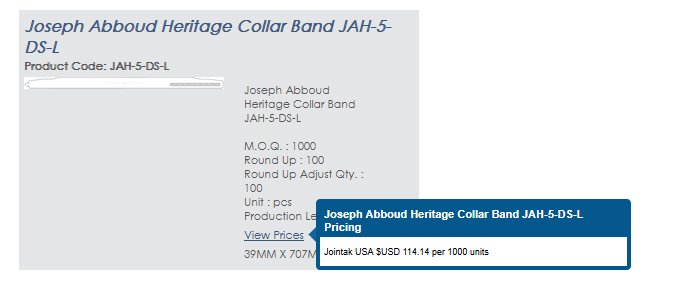 Joseph Abboud Heritage Collar Band JAH-5-
DS-L
Product Code: JAH-5-DS-L
Joseph Abboud
Heritage Collar Band
JAH-5-DS-L
M.O.Q. : 1000
Round Up : 100
Round Up Adjust Qty. :
100
Unit : pcs
Production Le
View Prices
39MM X 707M
Joseph Abboud Heritage Collar Band JAH-5-DS-L
Pricing
Jointak USA $USD 114.14 per 1000 units